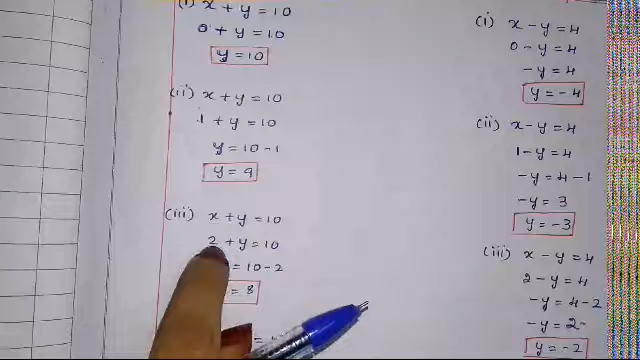 (i) x + y = 10
0 + y = 10
y = 10
(ii) x + y = 10
1 + y = 10
y = 10 - 1
y = 9
(iii) x + y = 10
2 + y = 10
= 10 - 2
= 8
=
(i) x - y = 4
0 - y = 4
-y = 4
y = -4
(ii) x - y = 4
1 - y = 4
-y = 4 - 1
-y = 3
y = -3
(iii) x - y = 4
2 - y = 4
-y = 4 - 2
-y = 2
y = -2